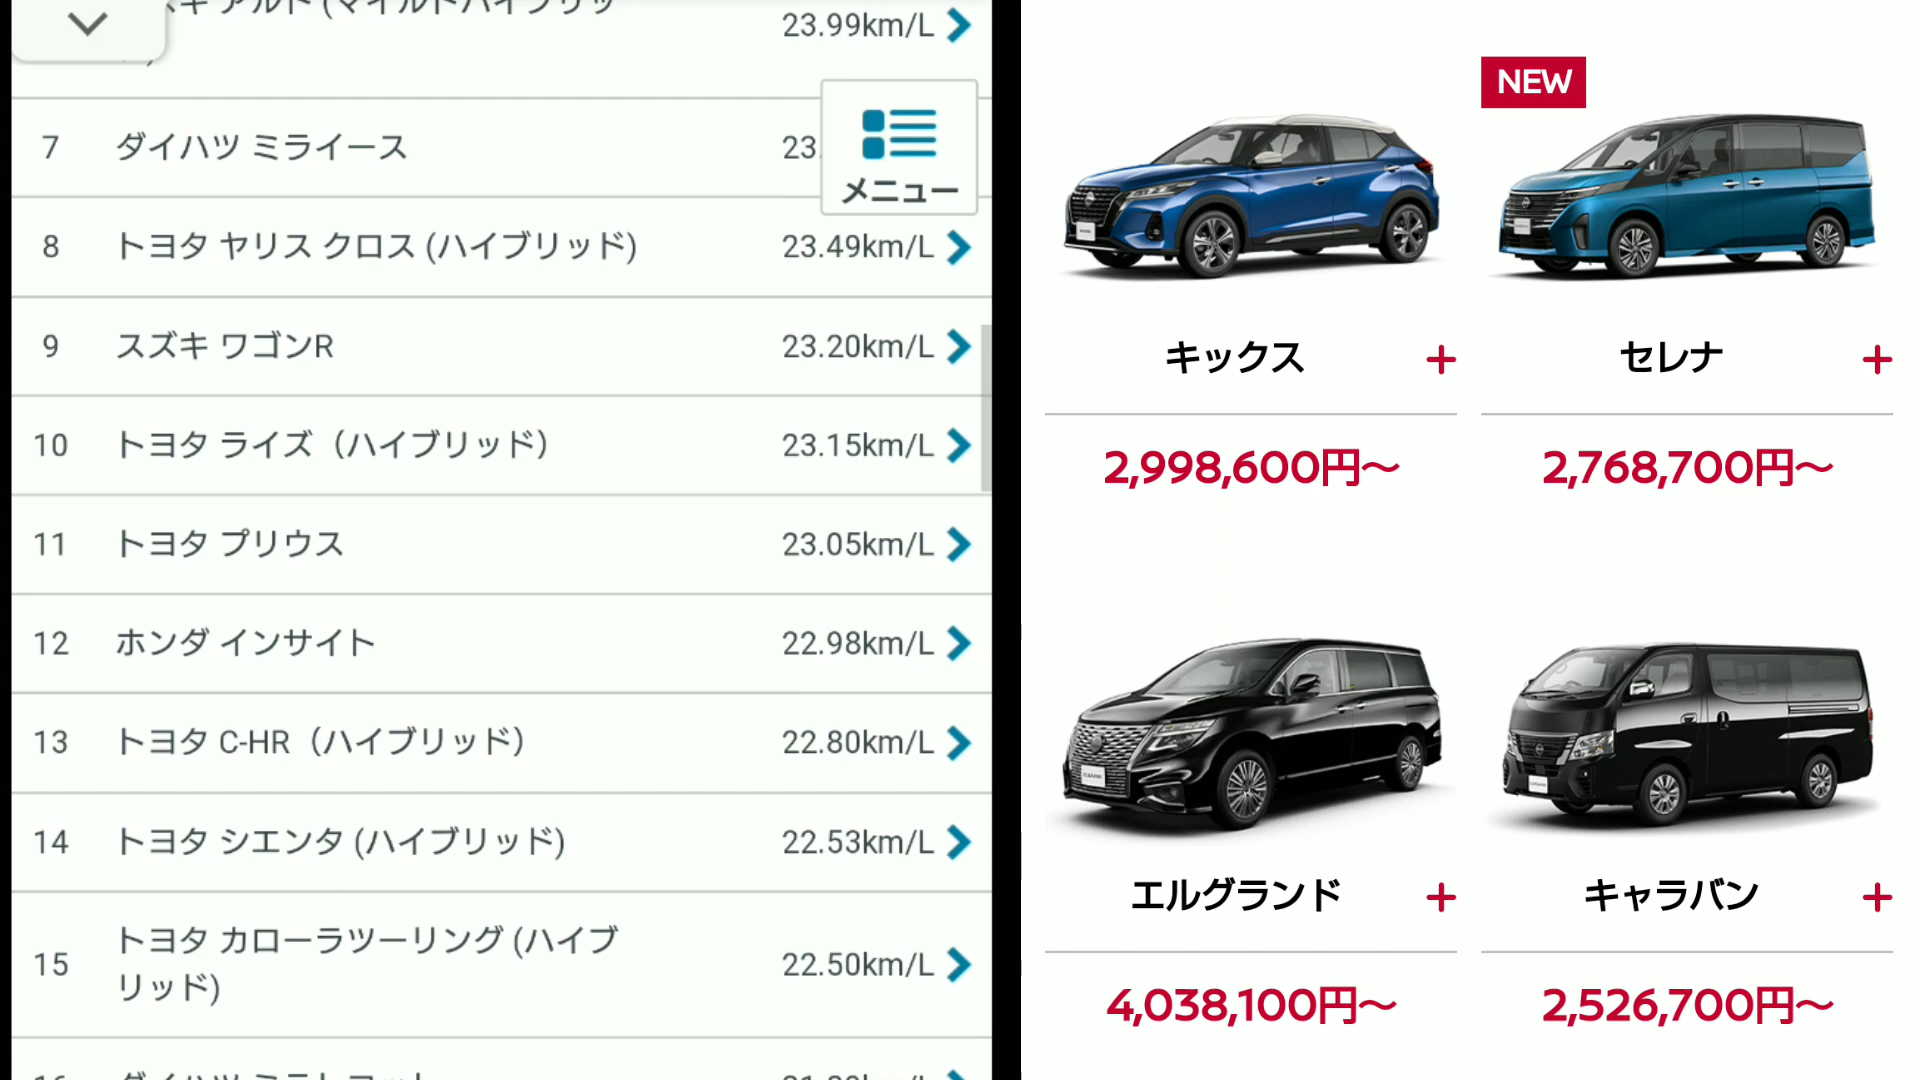 23.99km/L
7 ダイハツ ミライース 23.
メニュー
8 トヨタ ヤリス クロス (ハイブリッド) 23.49km/L
9 スズキ ワゴンR 23.20km/L
10 トヨタ ライズ（ハイブリッド） 23.15km/L
11 トヨタ プリウス 23.05km/L
12 ホンダ インサイト 22.98km/L
13 トヨタ C-HR（ハイブリッド） 22.80km/L
14 トヨタ シエンタ (ハイブリッド) 22.53km/L
15 トヨタ カローラツーリング (ハイブ
リッド) 22.50km/L
NEW
キックス +
セレナ +
2,998,600円～
2,768,700円～
エルグランド +
キャラバン +
4,038,100円～
2,526,700円～